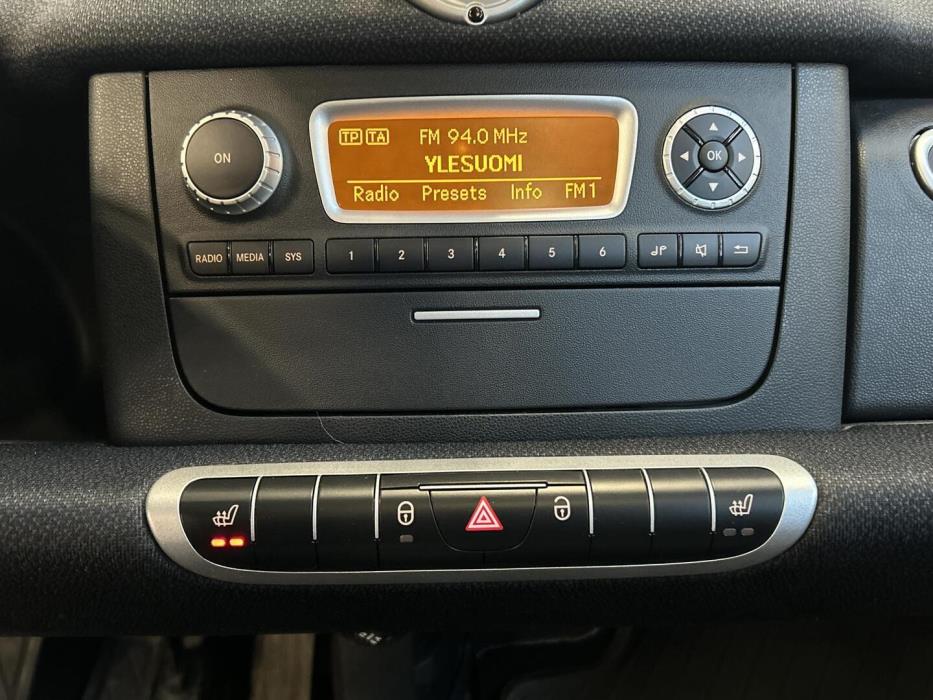 ON
TP TA FM 94.0 MHz
YLESUOMI
Radio Presets Info FM1
OK
RADIO MEDIA SYS 1 2 3 4 5 6